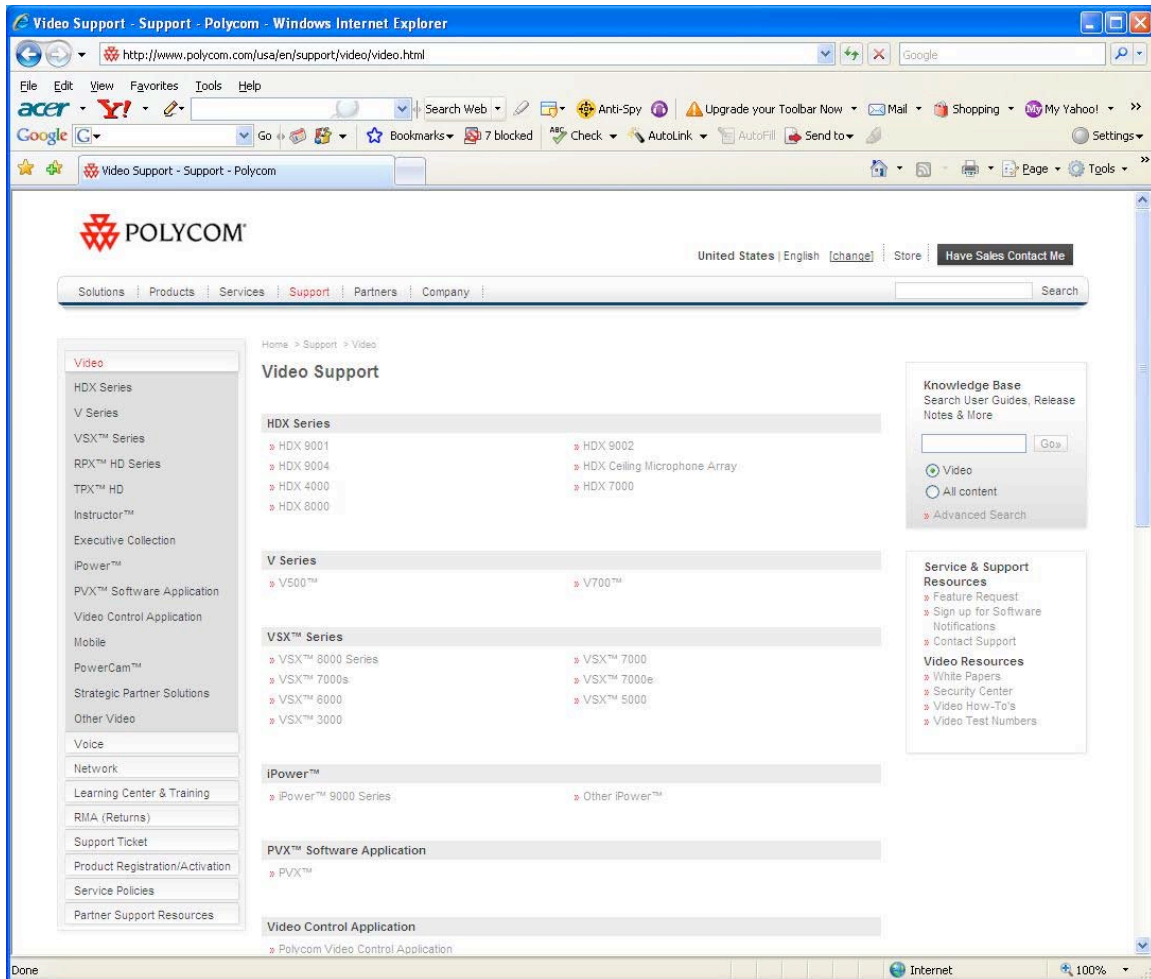 Video Support - Support - Polycom - Windows Internet Explorer
http://www.polycom.com/usa/en/support/video/video.html
Google
File Edit View Favorites Tools Help
acer Y! Search Web Anti-Spy Upgrade your Toolbar Now Mail Shopping My Yahoo! >>
Google G Go Bookmarks 7 blocked ABC Check AutoLink AutoFill Send to Settings
Video Support - Support - Polycom
Page Tools >>
POLYCOM
United States | English [change] Store Have Sales Contact Me
Solutions Products Services Support Partners Company Search
Home > Support > Video
Video Support
Video
HDX Series
V Series
VSX™ Series
RPX™ HD Series
TPX™ HD
Instructor™
Executive Collection
iPower™
PVX™ Software Application
Video Control Application
Mobile
PowerCam™
Strategic Partner Solutions
Other Video
Voice
Network
Learning Center & Training
RMA (Returns)
Support Ticket
Product Registration/Activation
Service Policies
Partner Support Resources
HDX Series
» HDX 9001 » HDX 9002
» HDX 9004 » HDX Ceiling Microphone Array
» HDX 4000 » HDX 7000
» HDX 8000
V Series
» V500™ » V700™
VSX™ Series
» VSX™ 8000 Series » VSX™ 7000
» VSX™ 7000s » VSX™ 7000e
» VSX™ 6000 » VSX™ 5000
» VSX™ 3000
iPower™
» iPower™ 9000 Series » Other iPower™
PVX™ Software Application
» PVX™
Video Control Application
» Polycom Video Control Application
Knowledge Base
Search User Guides, Release
Notes & More
Go»
Video
All content
» Advanced Search
Service & Support
Resources
» Feature Request
» Sign up for Software
Notifications
» Contact Support
Video Resources
» White Papers
» Security Center
» Video How-To's
» Video Test Numbers
Done Internet 100%